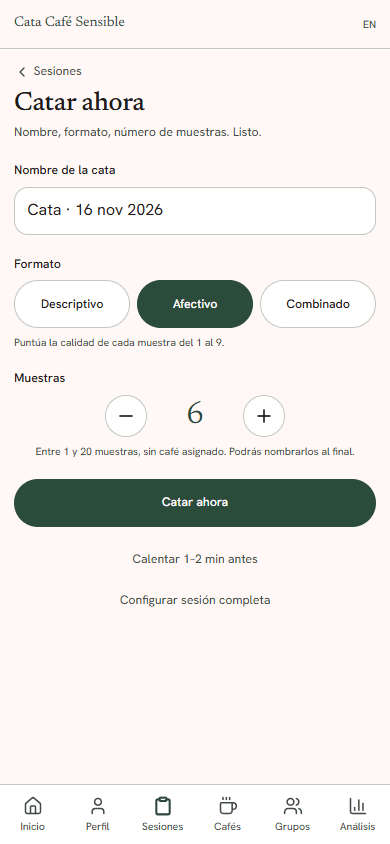 Cata Café Sensible
EN
Sesiones
Catar ahora
Nombre, formato, número de muestras. Listo.
Nombre de la cata
Cata · 16 nov 2026
Formato
Descriptivo
Afectivo
Combinado
Puntúa la calidad de cada muestra del 1 al 9.
Muestras
6
Entre 1 y 20 muestras, sin café asignado. Podrás nombrarlos al final.
Catar ahora
Calentar 1–2 min antes
Configurar sesión completa
Inicio
Perfil
Sesiones
Cafés
Grupos
Análisis